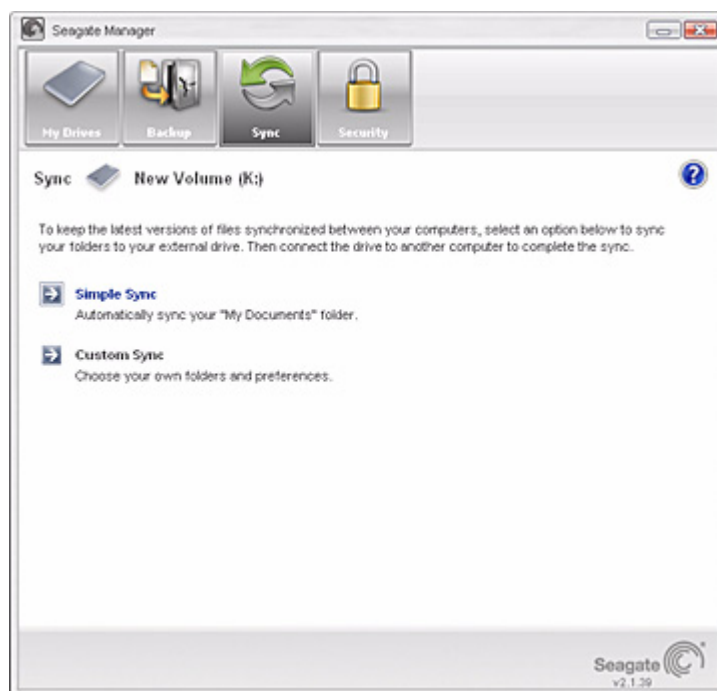 Seagate Manager
My Drives Backup Sync Security
Sync New Volume (K:)
To keep the latest versions of files synchronized between your computers, select an option below to sync
your folders to your external drive. Then connect the drive to another computer to complete the sync.
Simple Sync
Automatically sync your "My Documents" folder.
Custom Sync
Choose your own folders and preferences.
Seagate
v2.1.39